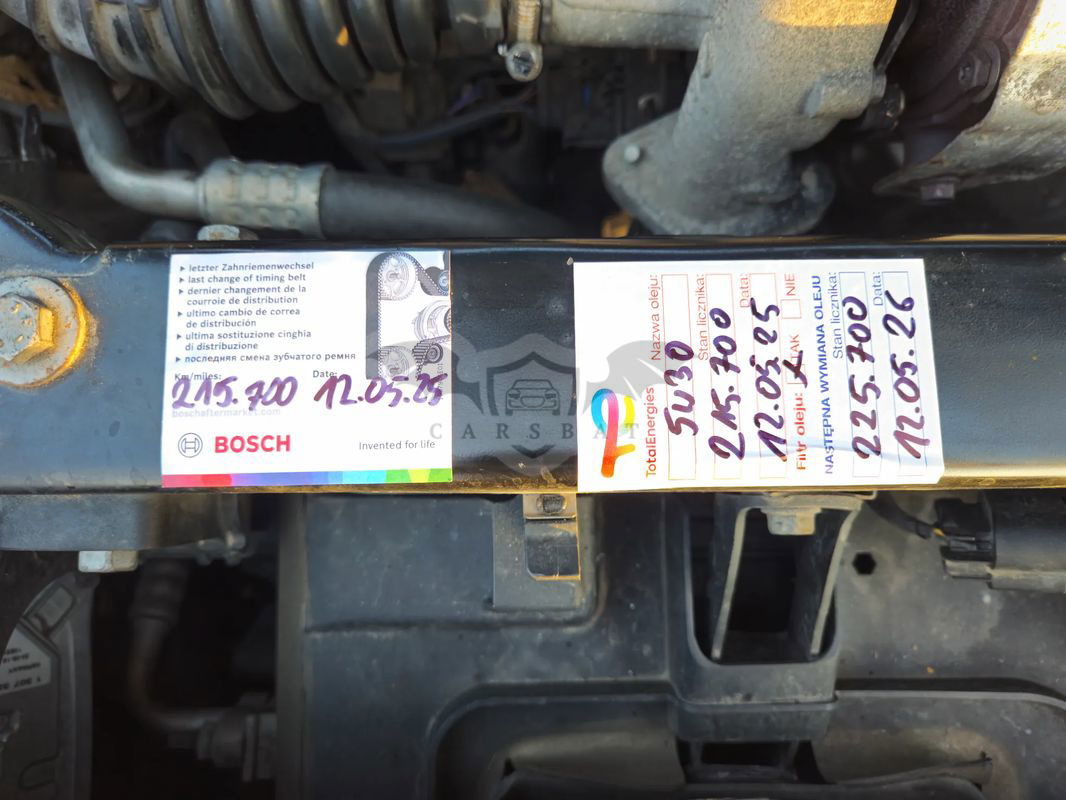 ▸ letzter Zahnriemenwechsel
▸ last change of timing belt
▸ dernier changement de la
courroie de distribution
▸ ultimo cambio de correa
de distribución
▸ ultima sostituzione cinghia
di distribuzione
▸ последняя смена зубчатого ремня
Km/miles: Date:
215.700 12.05.25
boschaftermarket.com
BOSCH
Invented for life
TotalEnergies
Nazwa oleju:
5W30
Stan licznika:
215.700
Data:
12.05.25
Filtr oleju: X TAK NIE
NASTĘPNA WYMIANA OLEJU
Stan licznika:
225.700
Data:
12.05.26
CARSBAT
GERMANY